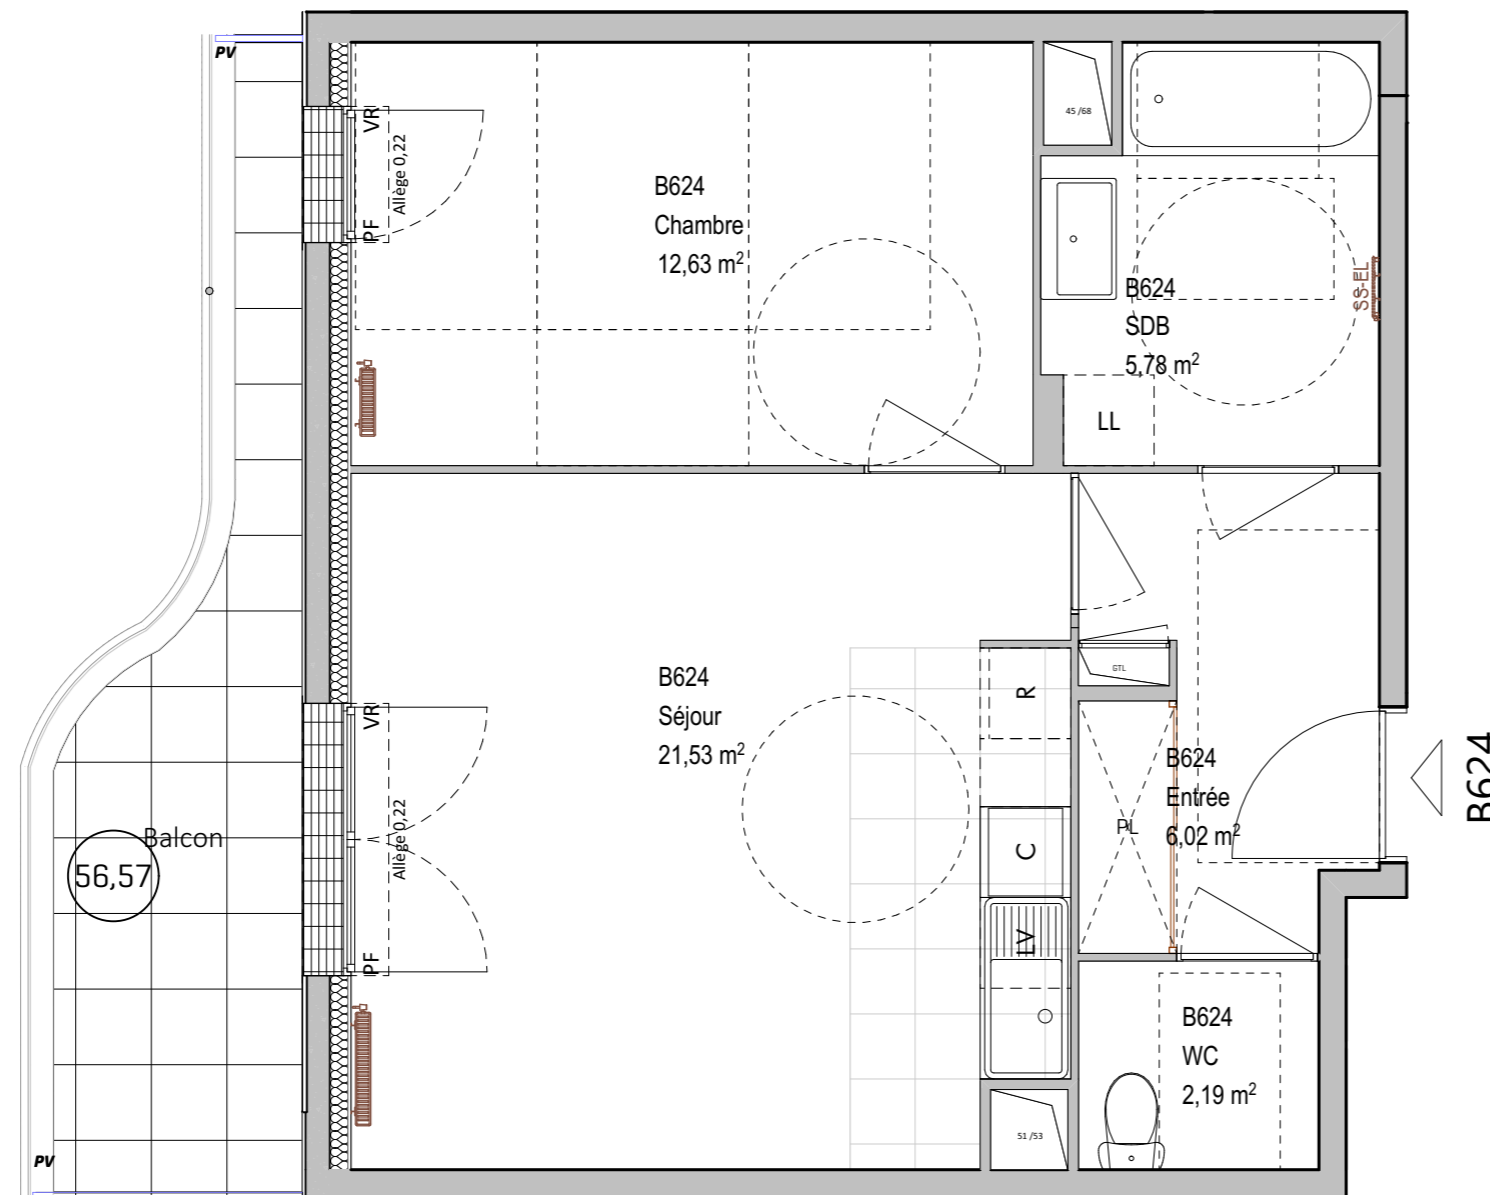 PV
VR
Allège 0,22
PF
B624
Chambre
12,63 m²
45 /68
B624
SDB
5,78 m²
SS-EL
LL
B624
Séjour
21,53 m²
VR
Allège 0,22
PF
R
C
LV
GTL
PL
B624
Entrée
6,02 m²
B624
Balcon
56,57
B624
WC
2,19 m²
51 /53
PV